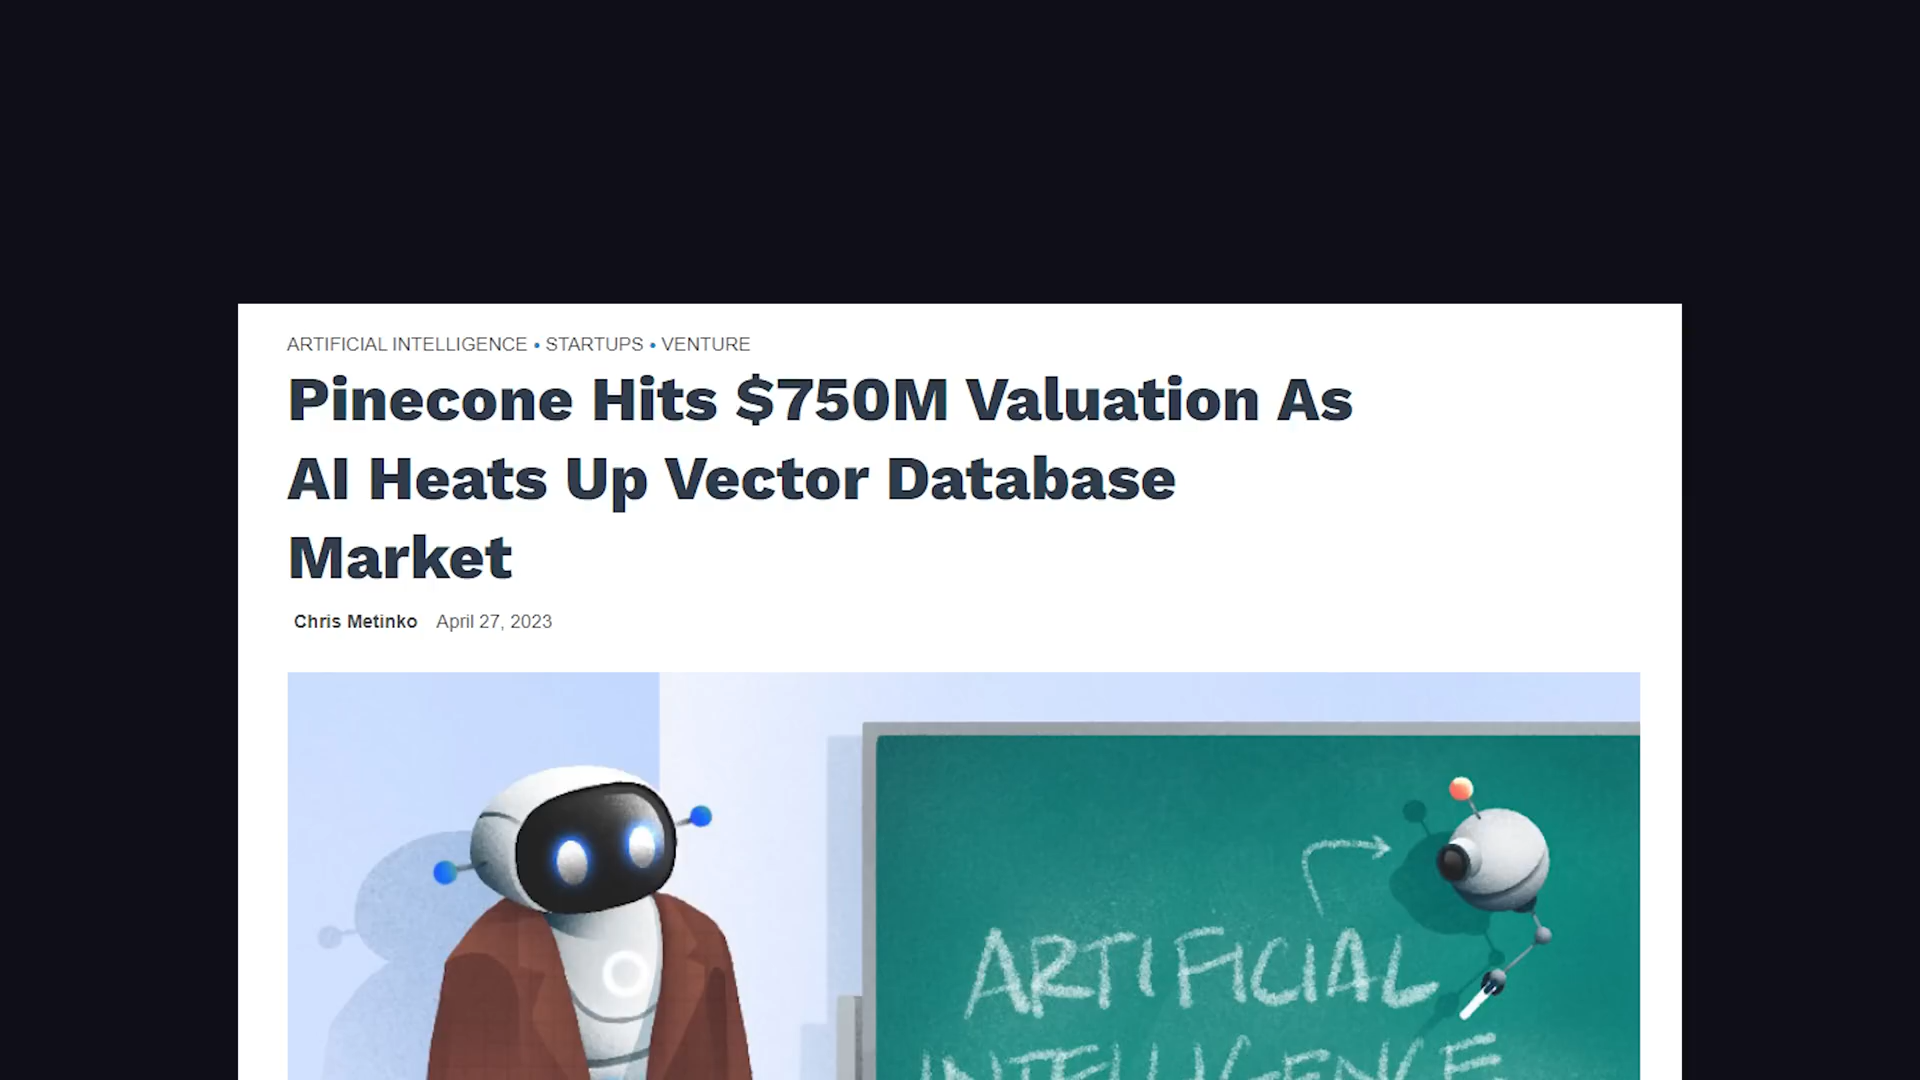 ARTIFICIAL INTELLIGENCE • STARTUPS • VENTURE
Pinecone Hits $750M Valuation As
AI Heats Up Vector Database
Market
Chris Metinko April 27, 2023
ARTIFICIAL
INTELLIGENCE